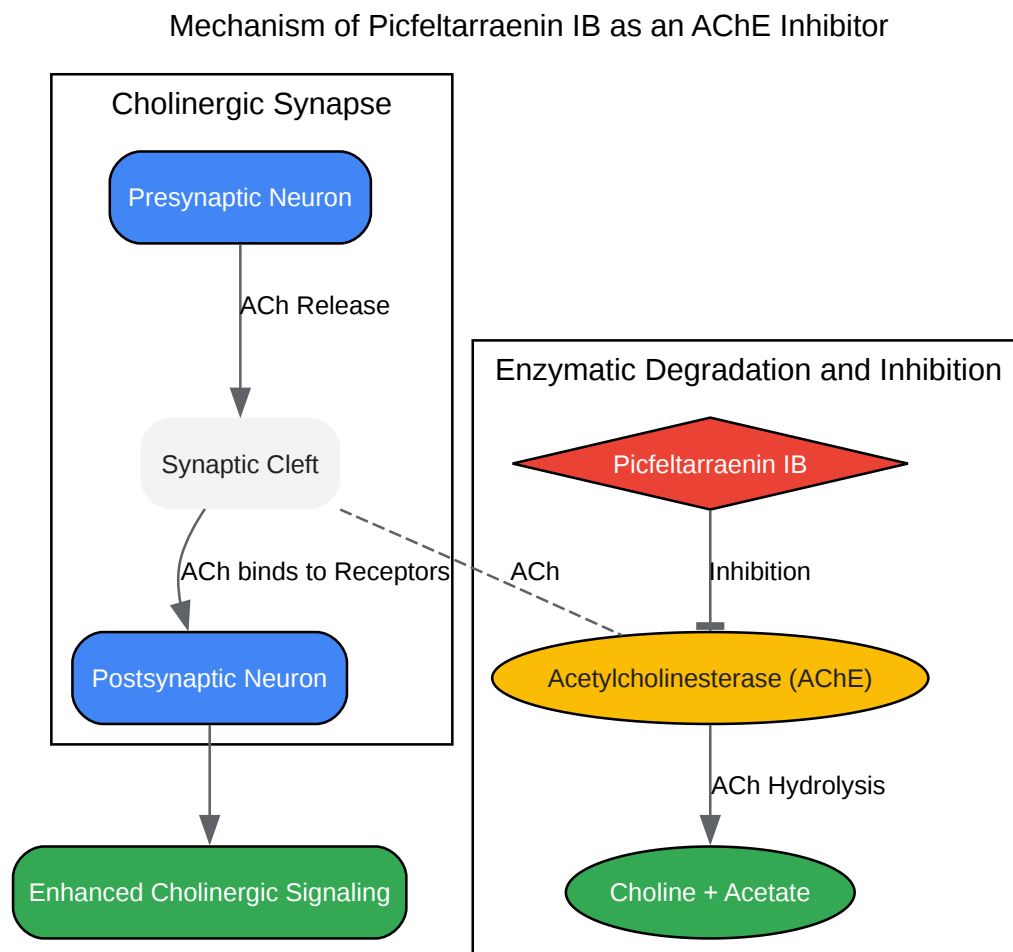 Mechanism of Picfeltarraenin IB as an AChE Inhibitor
Cholinergic Synapse
Presynaptic Neuron
ACh Release
Synaptic Cleft
ACh binds to Receptors
Postsynaptic Neuron
Enhanced Cholinergic Signaling
Enzymatic Degradation and Inhibition
Picfeltarraenin IB
ACh
Inhibition
Acetylcholinesterase (AChE)
ACh Hydrolysis
Choline + Acetate